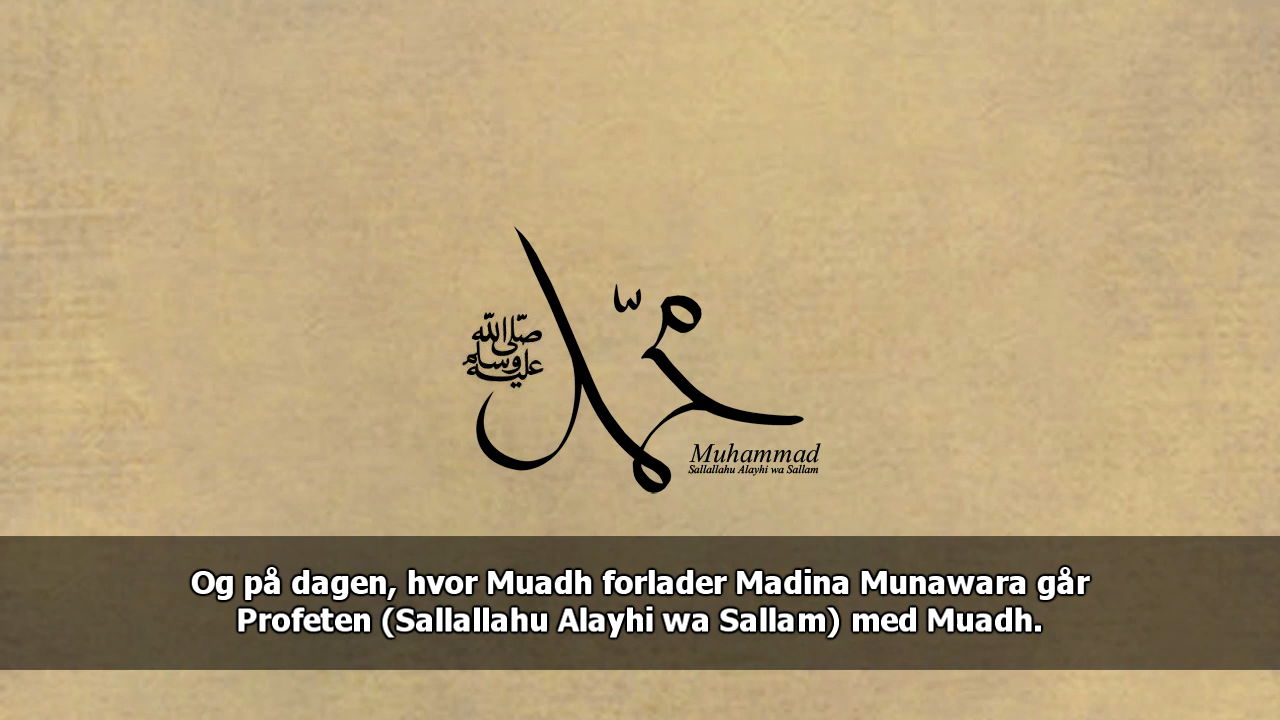 محمد
صلى الله
عليه وسلم
Muhammad
Sallallahu Alayhi wa Sallam
Og på dagen, hvor Muadh forlader Madina Munawara går
Profeten (Sallallahu Alayhi wa Sallam) med Muadh.